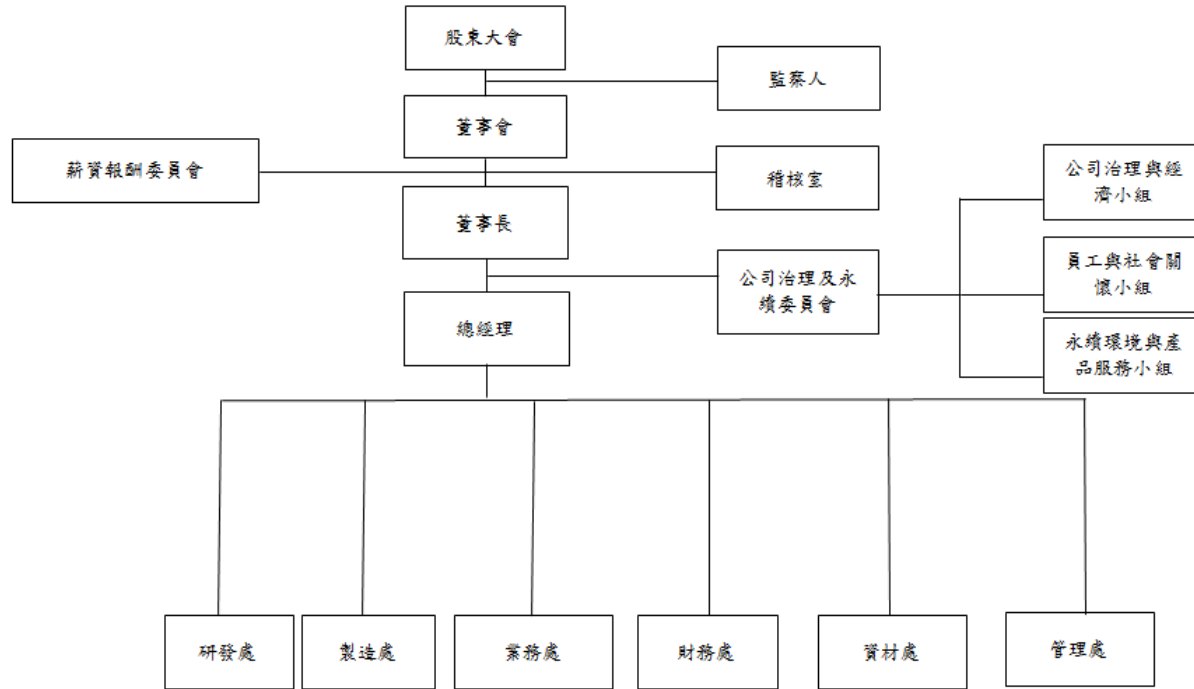 股東大會
監察人
董事會
薪資報酬委員會
稽核室
公司治理與經
濟小組
董事長
員工與社會關
懷小組
公司治理及永
續委員會
總經理
永續環境與產
品服務小組
研發處
製造處
業務處
財務處
資材處
管理處